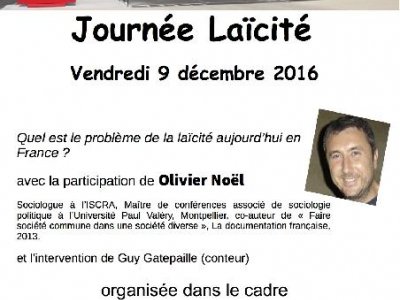 Journée Laïcité
Vendredi 9 décembre 2016
Quel est le problème de la laïcité aujourd'hui en
France ?
avec la participation de Olivier Noël
Sociologue à l'ISCRA, Maître de conférences associé de sociologie
politique à l'Université Paul Valéry, Montpellier. co-auteur de « Faire
société commune dans une société diverse », La documentation française,
2013.
et l'intervention de Guy Gatepaille (conteur)
organisée dans le cadre